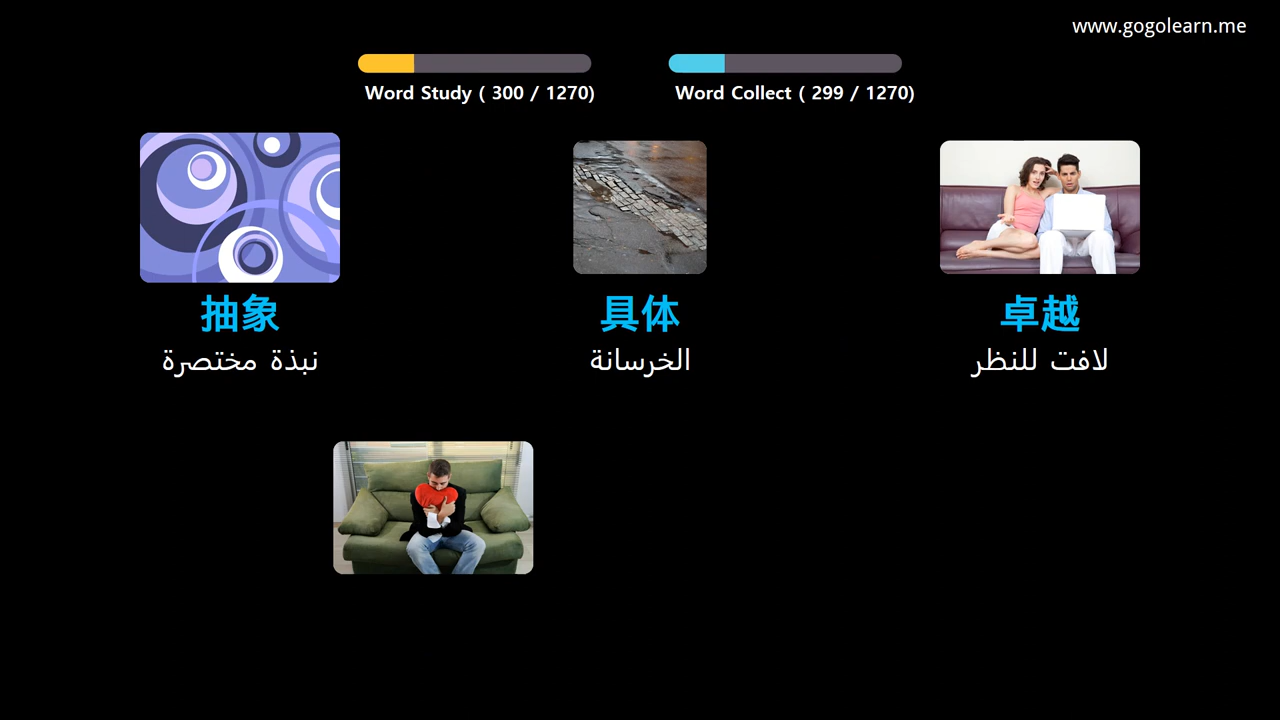 www.gogolearn.me
Word Study ( 300 / 1270)
Word Collect ( 299 / 1270)
抽象
نبذة مختصرة
具体
الخرسانة
卓越
لافت للنظر